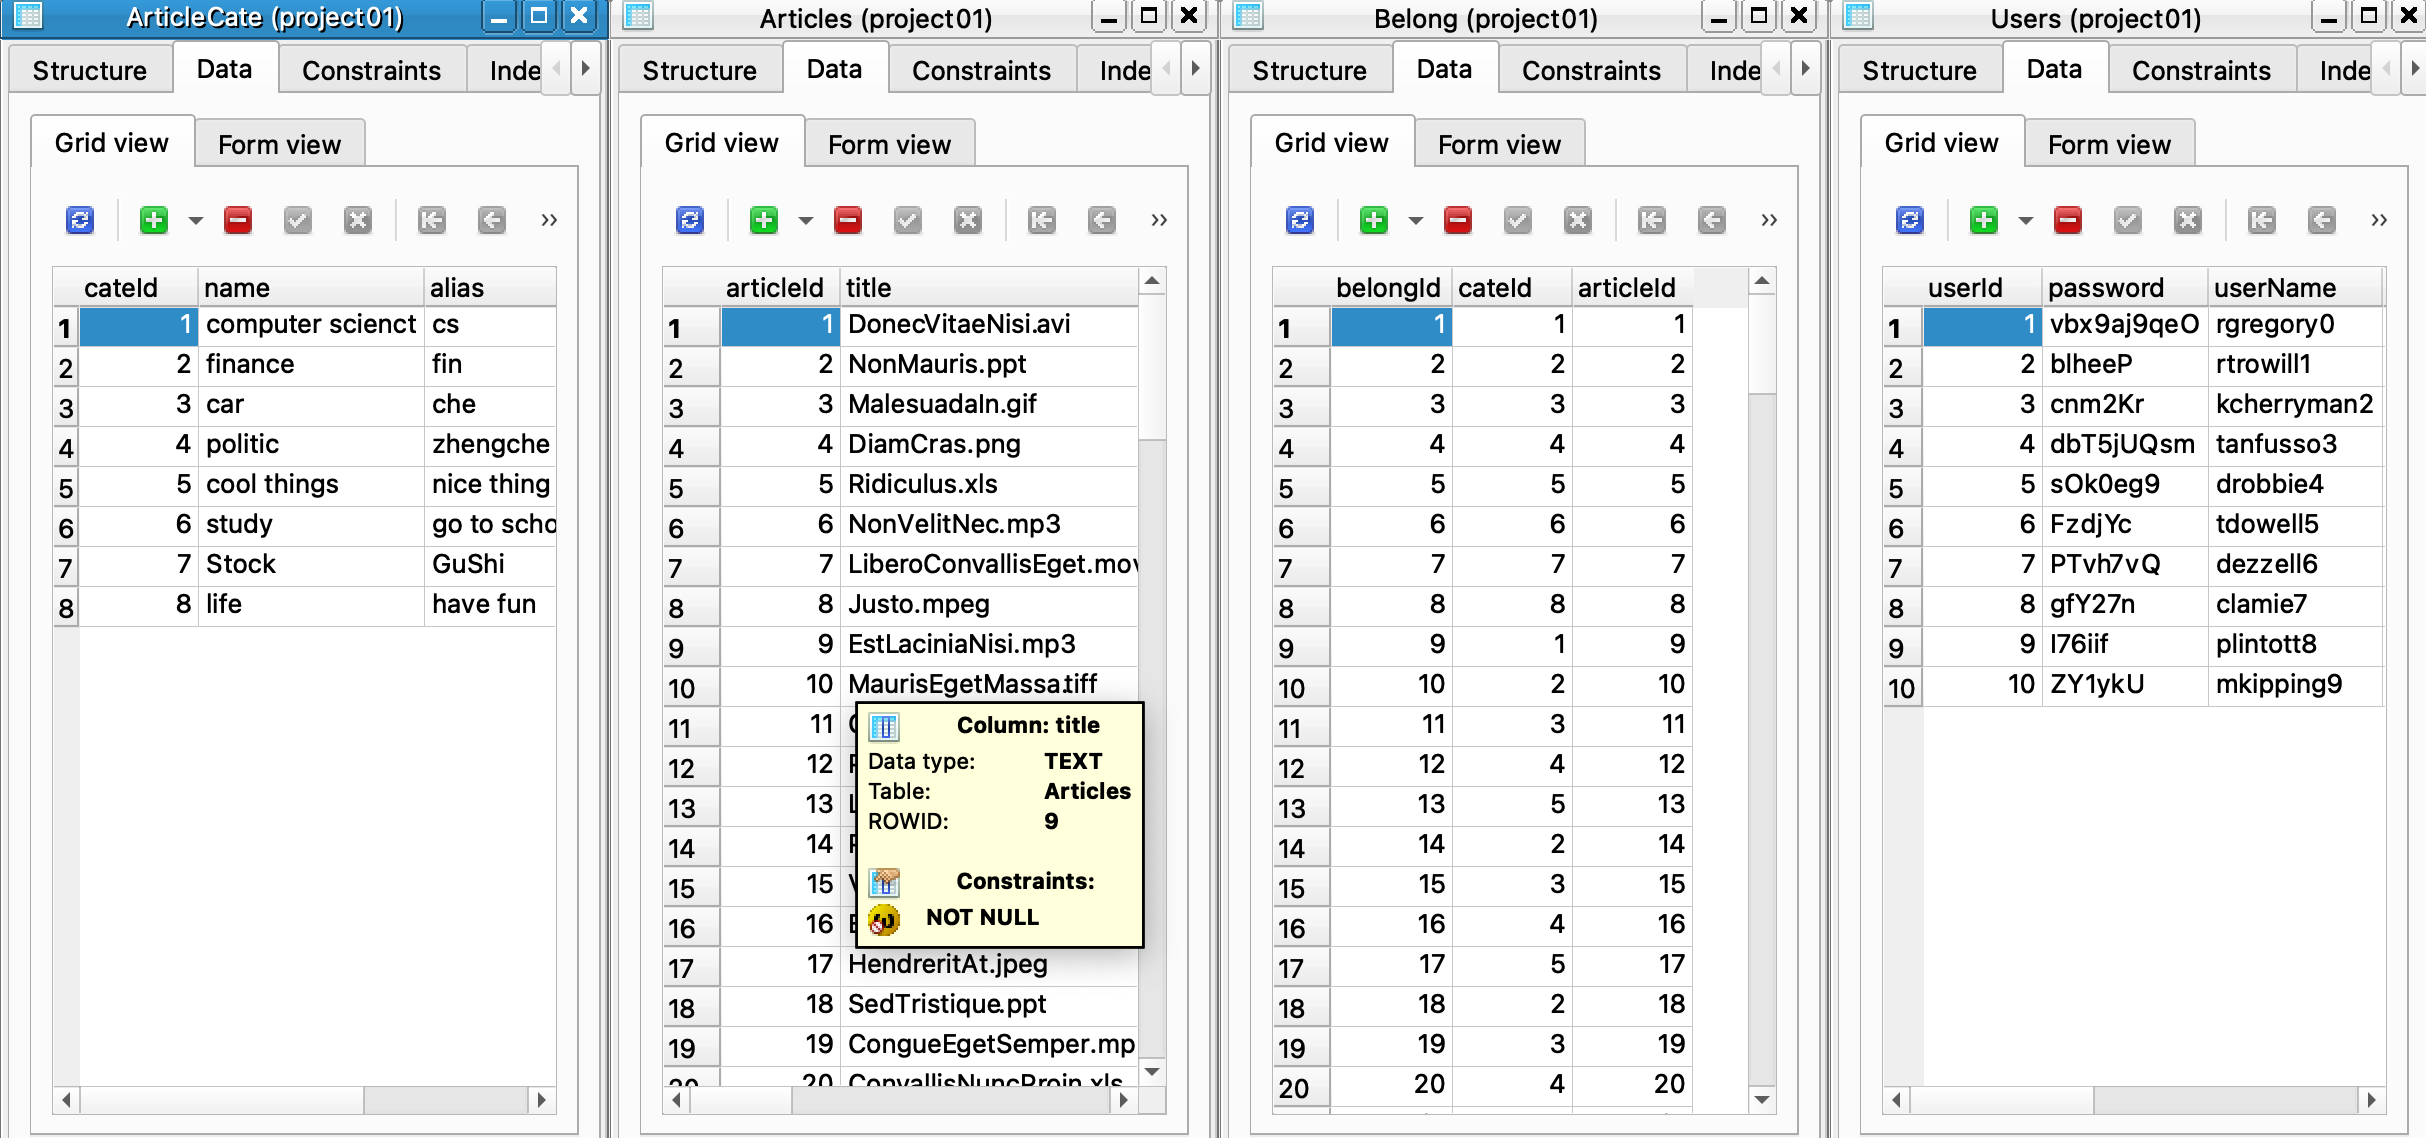 ArticleCate (project01)
Structure Data Constraints Inde
Grid view Form view
cateId name alias
1 1 computer scienct cs
2 2 finance fin
3 3 car che
4 4 politic zhengche
5 5 cool things nice thing
6 6 study go to scho
7 7 Stock GuShi
8 8 life have fun
Articles (project01)
Structure Data Constraints Inde
Grid view Form view
articleId title
1 1 DonecVitaeNisi.avi
2 2 NonMauris.ppt
3 3 MalesuadaIn.gif
4 4 DiamCras.png
5 5 Ridiculus.xls
6 6 NonVelitNec.mp3
7 7 LiberoConvallisEget.mov
8 8 Justo.mpeg
9 9 EstLaciniaNisi.mp3
10 10 MaurisEgetMassa.tiff
11 11
12 12
13 13
14 14
15 15
16 16
17 17 HendreritAt.jpeg
18 18 SedTristique.ppt
19 19 CongueEgetSemper.mp
20 20 ConvallisNuncProin.xls
Column: title
Data type: TEXT
Table: Articles
ROWID: 9
Constraints:
NOT NULL
Belong (project01)
Structure Data Constraints Inde
Grid view Form view
belongId cateId articleId
1 1 1 1
2 2 2 2
3 3 3 3
4 4 4 4
5 5 5 5
6 6 6 6
7 7 7 7
8 8 8 8
9 9 1 9
10 10 2 10
11 11 3 11
12 12 4 12
13 13 5 13
14 14 2 14
15 15 3 15
16 16 4 16
17 17 5 17
18 18 2 18
19 19 3 19
20 20 4 20
Users (project01)
Structure Data Constraints Inde
Grid view Form view
userId password userName
1 1 vbx9aj9qeO rgregory0
2 2 blheeP rtrowill1
3 3 cnm2Kr kcherryman2
4 4 dbT5jUQsm tanfusso3
5 5 sOk0eg9 drobbie4
6 6 FzdjYc tdowell5
7 7 PTvh7vQ dezzell6
8 8 gfY27n clamie7
9 9 I76iif plintott8
10 10 ZY1ykU mkipping9